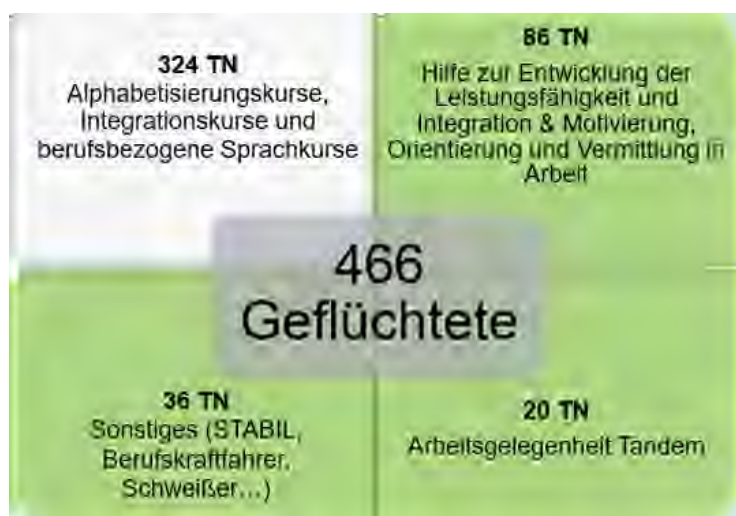 324 TN
Alphabetisierungskurse,
Integrationskurse und
berufsbezogene Sprachkurse
86 TN
Hilfe zur Entwicklung der
Leistungsfähigkeit und
Integration & Motivierung,
Orientierung und Vermittlung in
Arbeit
466
Geflüchtete
36 TN
Sonstiges (STABIL,
Berufskraftfahrer,
Schweißer...)
20 TN
Arbeitsgelegenheit Tandem